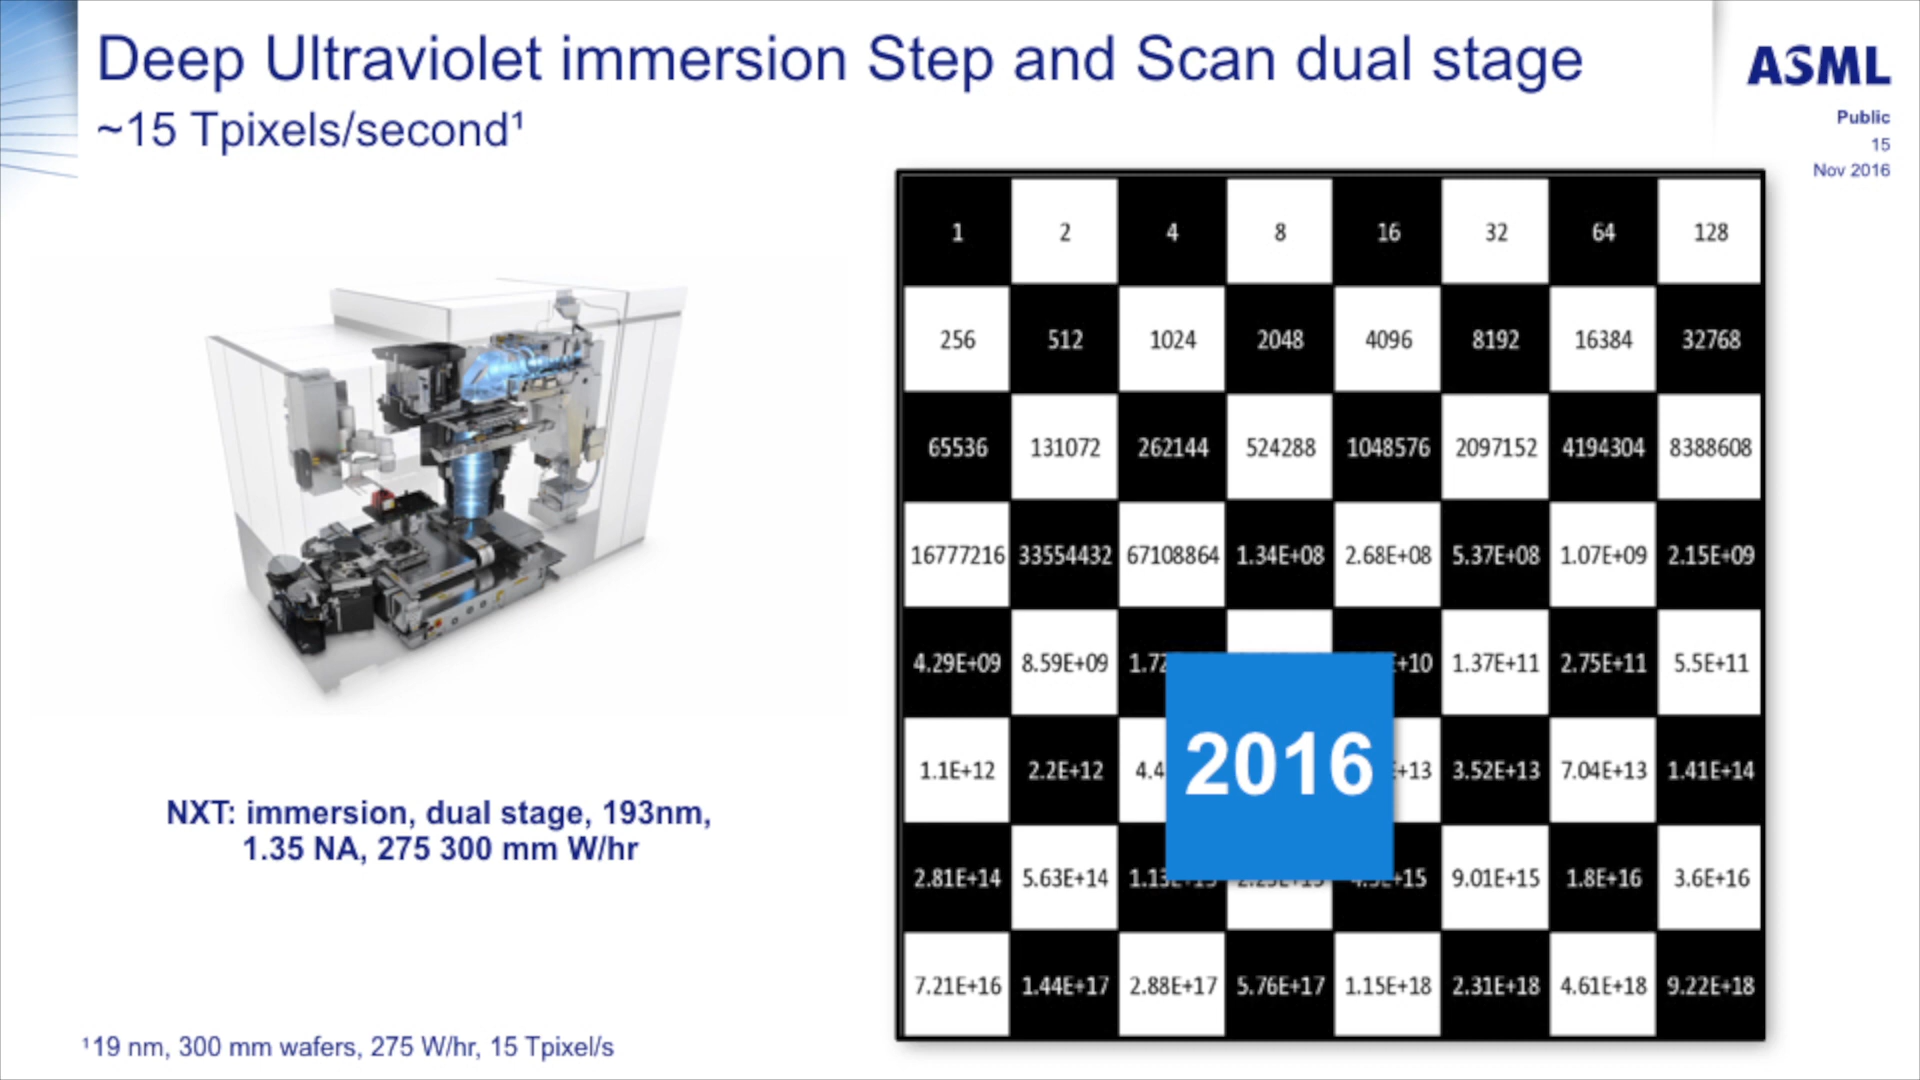 Deep Ultraviolet immersion Step and Scan dual stage
~15 Tpixels/second¹
ASML
Public
15
Nov 2016
1 2 4 8 16 32 64 128
256 512 1024 2048 4096 8192 16384 32768
65536 131072 262144 524288 1048576 2097152 4194304 8388608
16777216 33554432 67108864 1.34E+08 2.68E+08 5.37E+08 1.07E+09 2.15E+09
4.29E+09 8.59E+09 1.72 E+10 1.37E+11 2.75E+11 5.5E+11
1.1E+12 2.2E+12 4.4 E+13 3.52E+13 7.04E+13 1.41E+14
2016
2.81E+14 5.63E+14 9.01E+15 1.8E+16 3.6E+16
7.21E+16 1.44E+17 2.88E+17 5.76E+17 1.15E+18 2.31E+18 4.61E+18 9.22E+18
NXT: immersion, dual stage, 193nm,
1.35 NA, 275 300 mm W/hr
¹19 nm, 300 mm wafers, 275 W/hr, 15 Tpixel/s